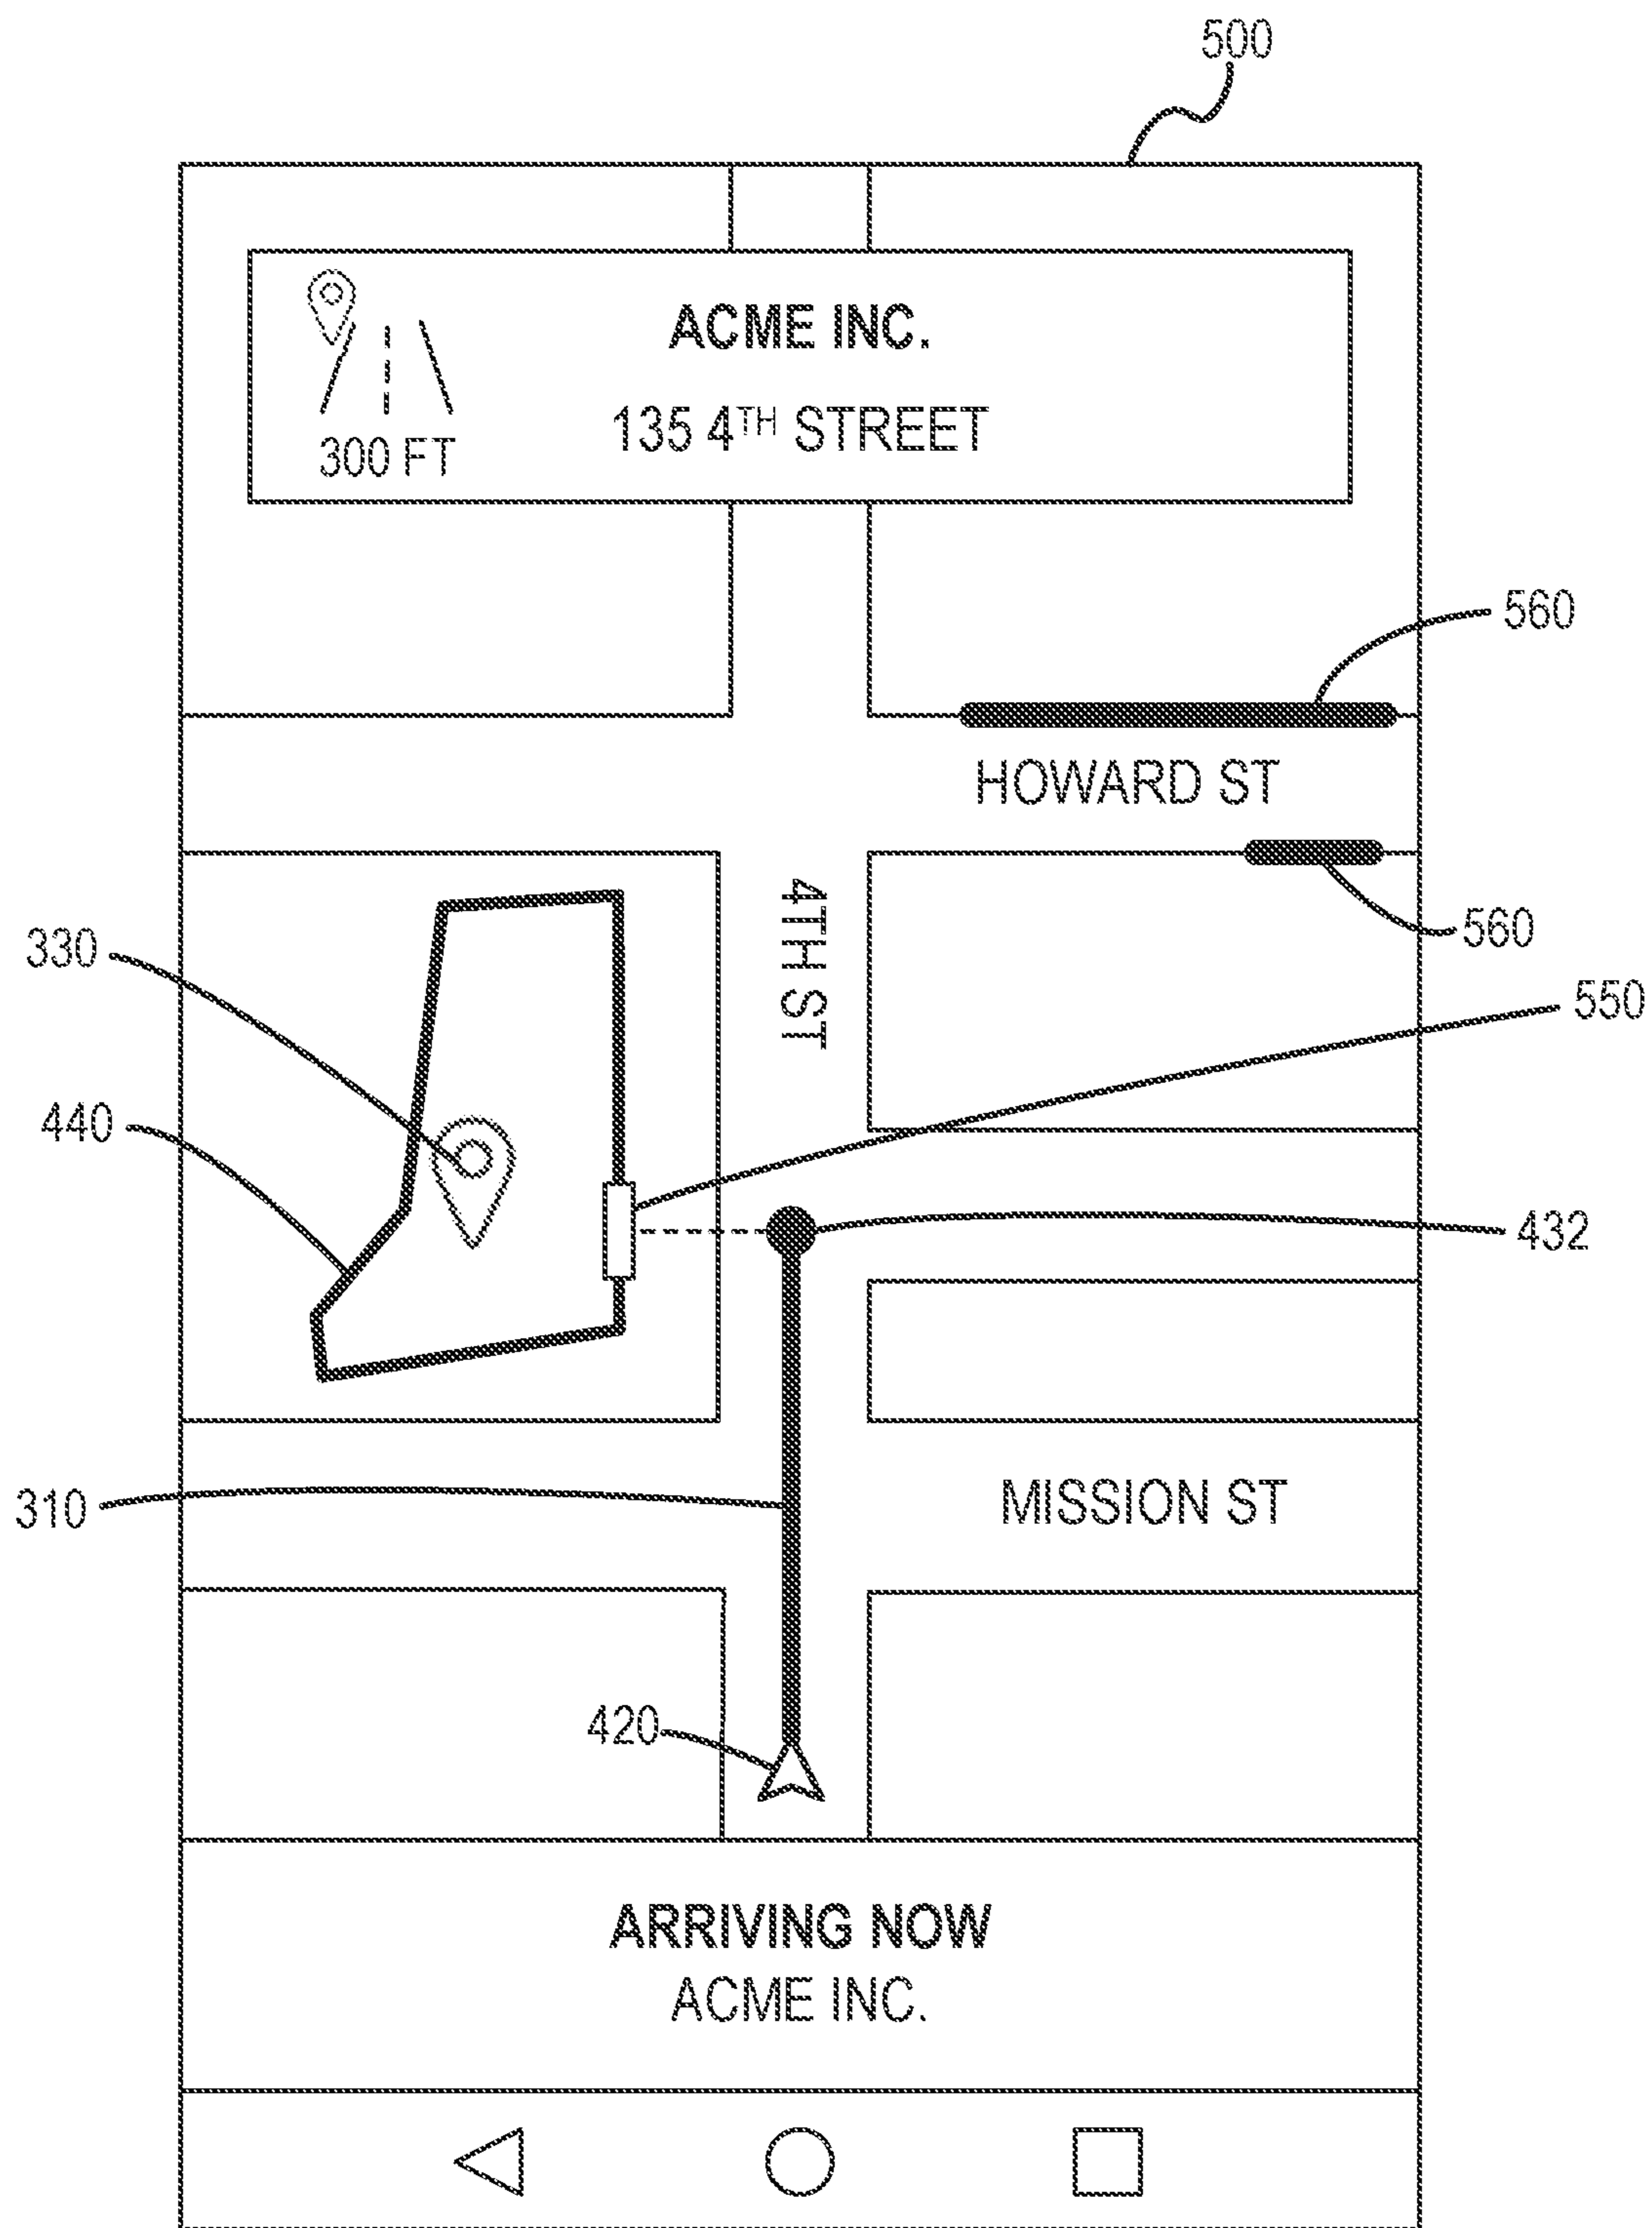 500
ACME INC.
135 4TH STREET
300 FT
560
HOWARD ST
560
4TH ST
330
550
440
432
310
MISSION ST
420
ARRIVING NOW
ACME INC.